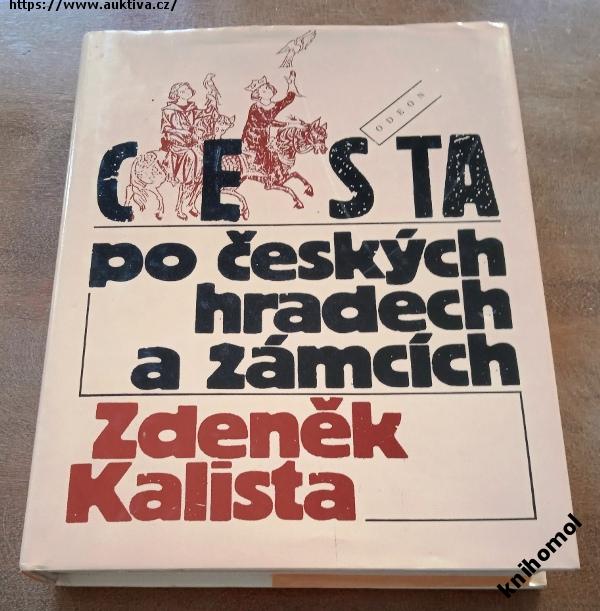 https://www.auktiva.cz/
ODEON
CESTA
po českých
hradech
a zámcích
Zdeněk
Kalista
knihomol